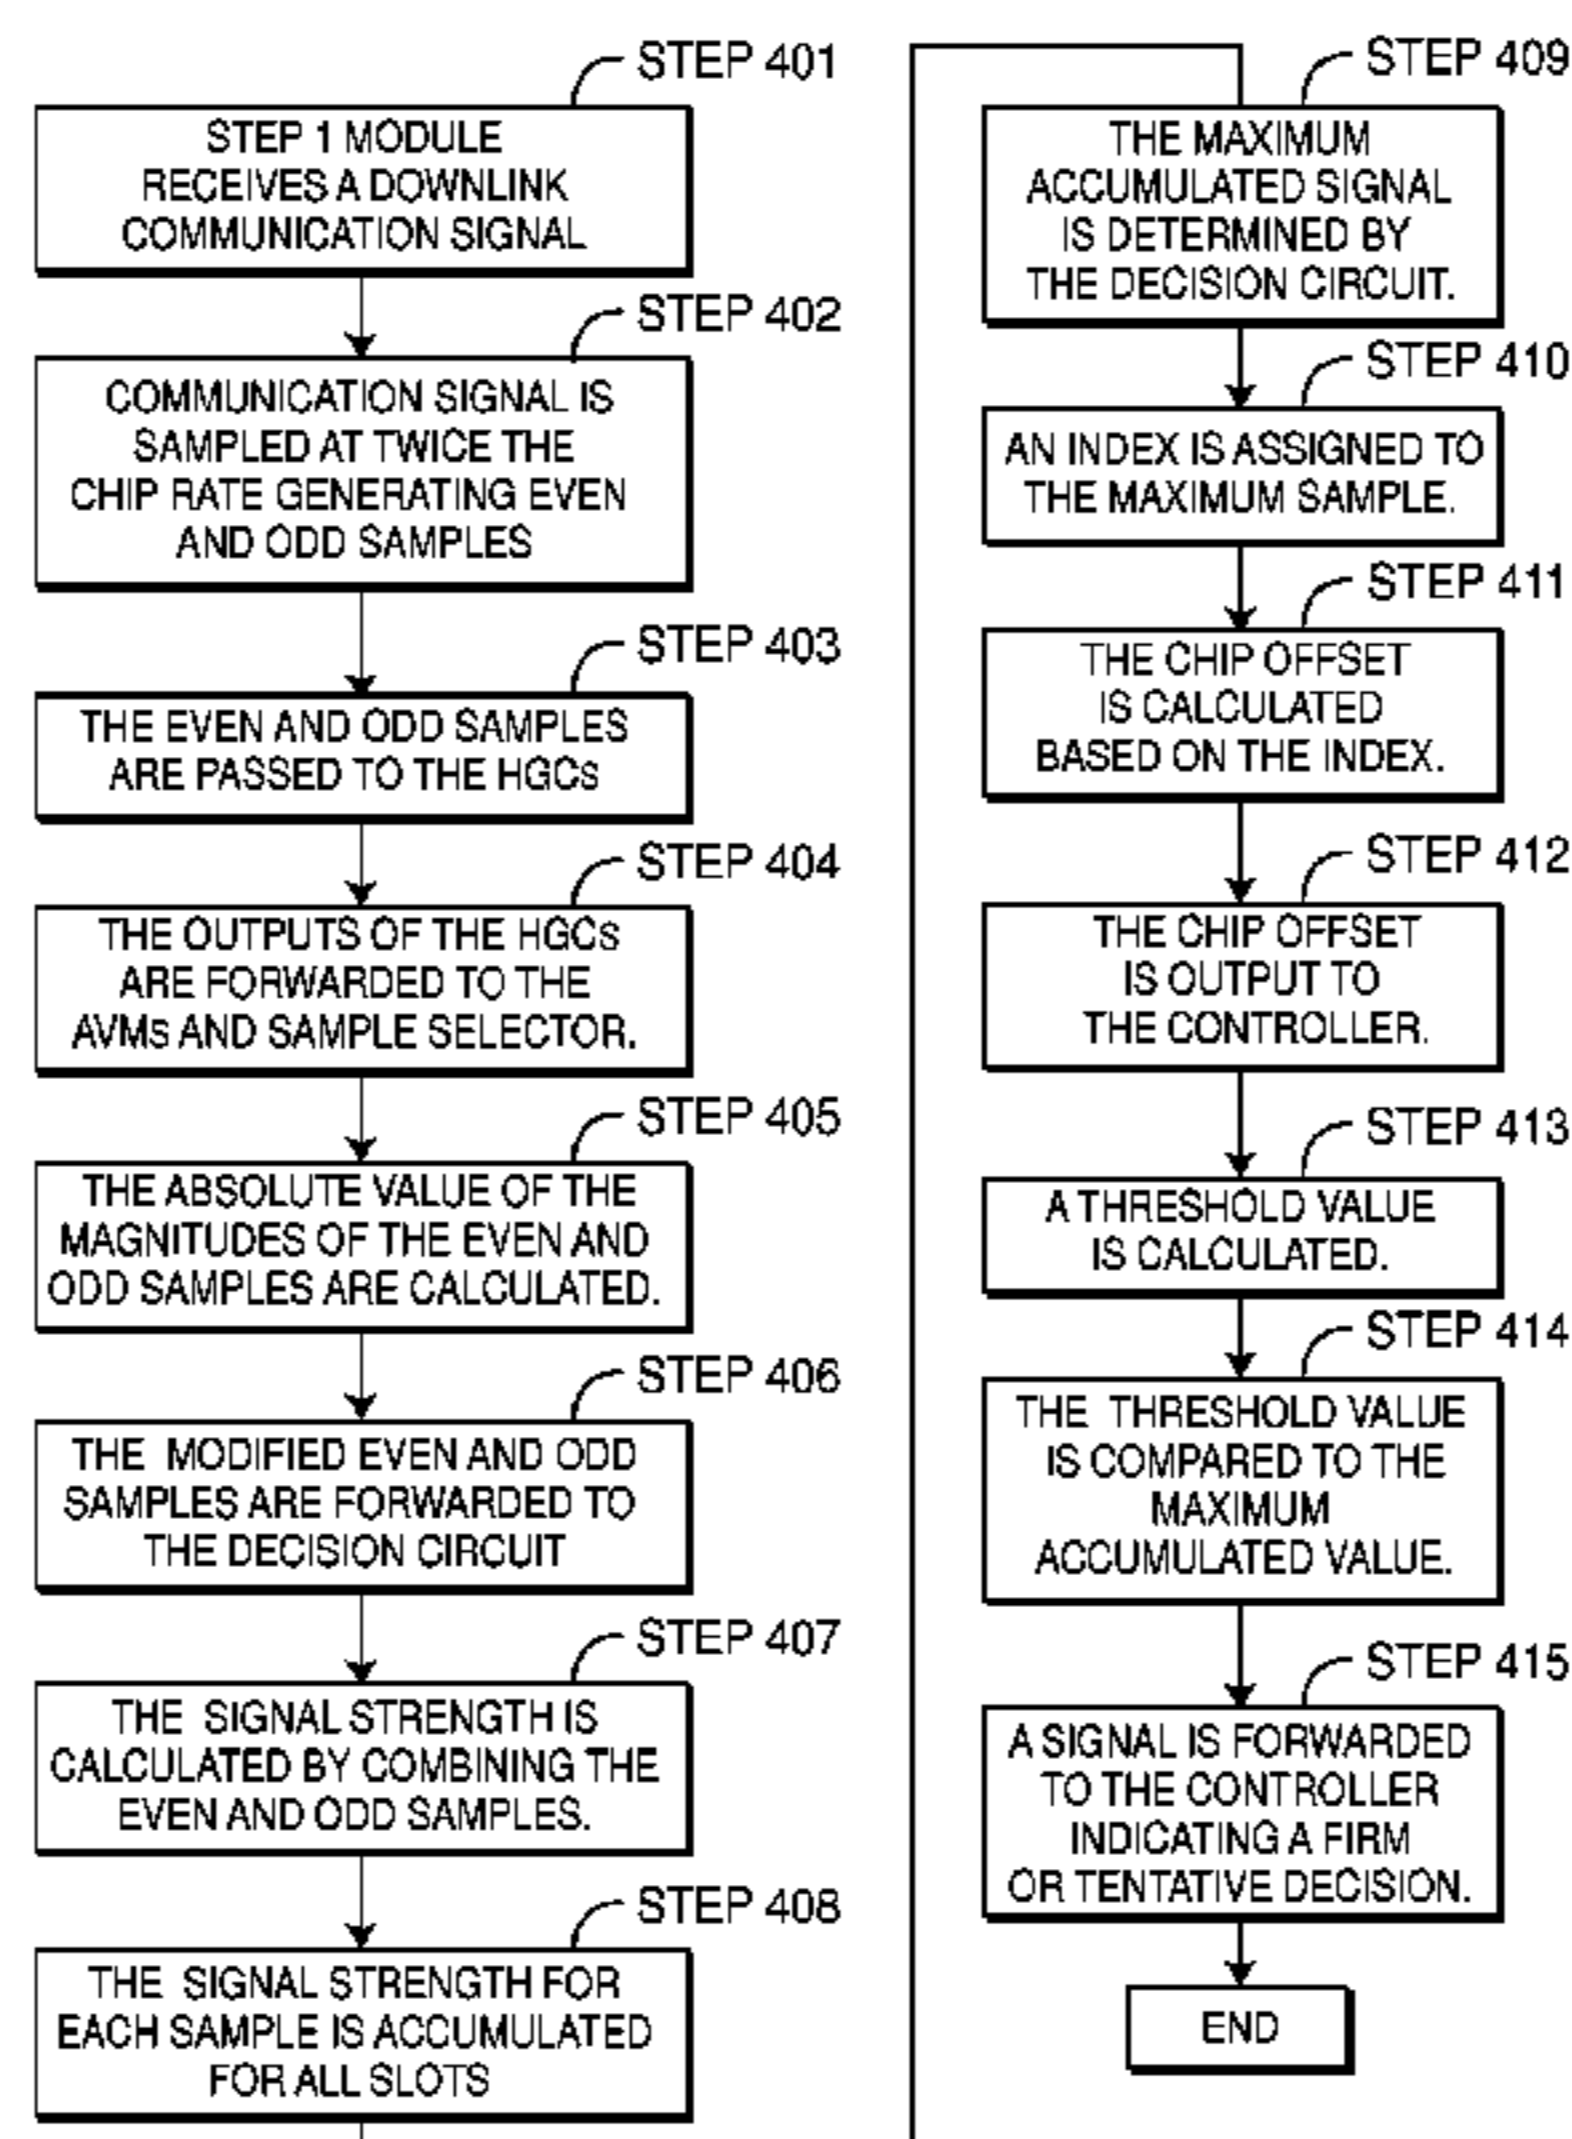 STEP 401
STEP 1 MODULE
RECEIVES A DOWNLINK
COMMUNICATION SIGNAL
STEP 402
COMMUNICATION SIGNAL IS
SAMPLED AT TWICE THE
CHIP RATE GENERATING EVEN
AND ODD SAMPLES
STEP 403
THE EVEN AND ODD SAMPLES
ARE PASSED TO THE HGCs
STEP 404
THE OUTPUTS OF THE HGCs
ARE FORWARDED TO THE
AVMs AND SAMPLE SELECTOR.
STEP 405
THE ABSOLUTE VALUE OF THE
MAGNITUDES OF THE EVEN AND
ODD SAMPLES ARE CALCULATED.
STEP 406
THE MODIFIED EVEN AND ODD
SAMPLES ARE FORWARDED TO
THE DECISION CIRCUIT
STEP 407
THE SIGNAL STRENGTH IS
CALCULATED BY COMBINING THE
EVEN AND ODD SAMPLES.
STEP 408
THE SIGNAL STRENGTH FOR
EACH SAMPLE IS ACCUMULATED
FOR ALL SLOTS
STEP 409
THE MAXIMUM
ACCUMULATED SIGNAL
IS DETERMINED BY
THE DECISION CIRCUIT.
STEP 410
AN INDEX IS ASSIGNED TO
THE MAXIMUM SAMPLE.
STEP 411
THE CHIP OFFSET
IS CALCULATED
BASED ON THE INDEX.
STEP 412
THE CHIP OFFSET
IS OUTPUT TO
THE CONTROLLER.
STEP 413
A THRESHOLD VALUE
IS CALCULATED.
STEP 414
THE THRESHOLD VALUE
IS COMPARED TO THE
MAXIMUM
ACCUMULATED VALUE.
STEP 415
A SIGNAL IS FORWARDED
TO THE CONTROLLER
INDICATING A FIRM
OR TENTATIVE DECISION.
END